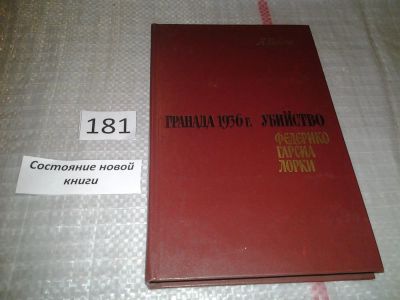 ГРАНАДА 1936 г. УБИЙСТВО
ФЕДЕРИКО
ГАРСИА
ЛОРКИ
181
Состояние новой
книги